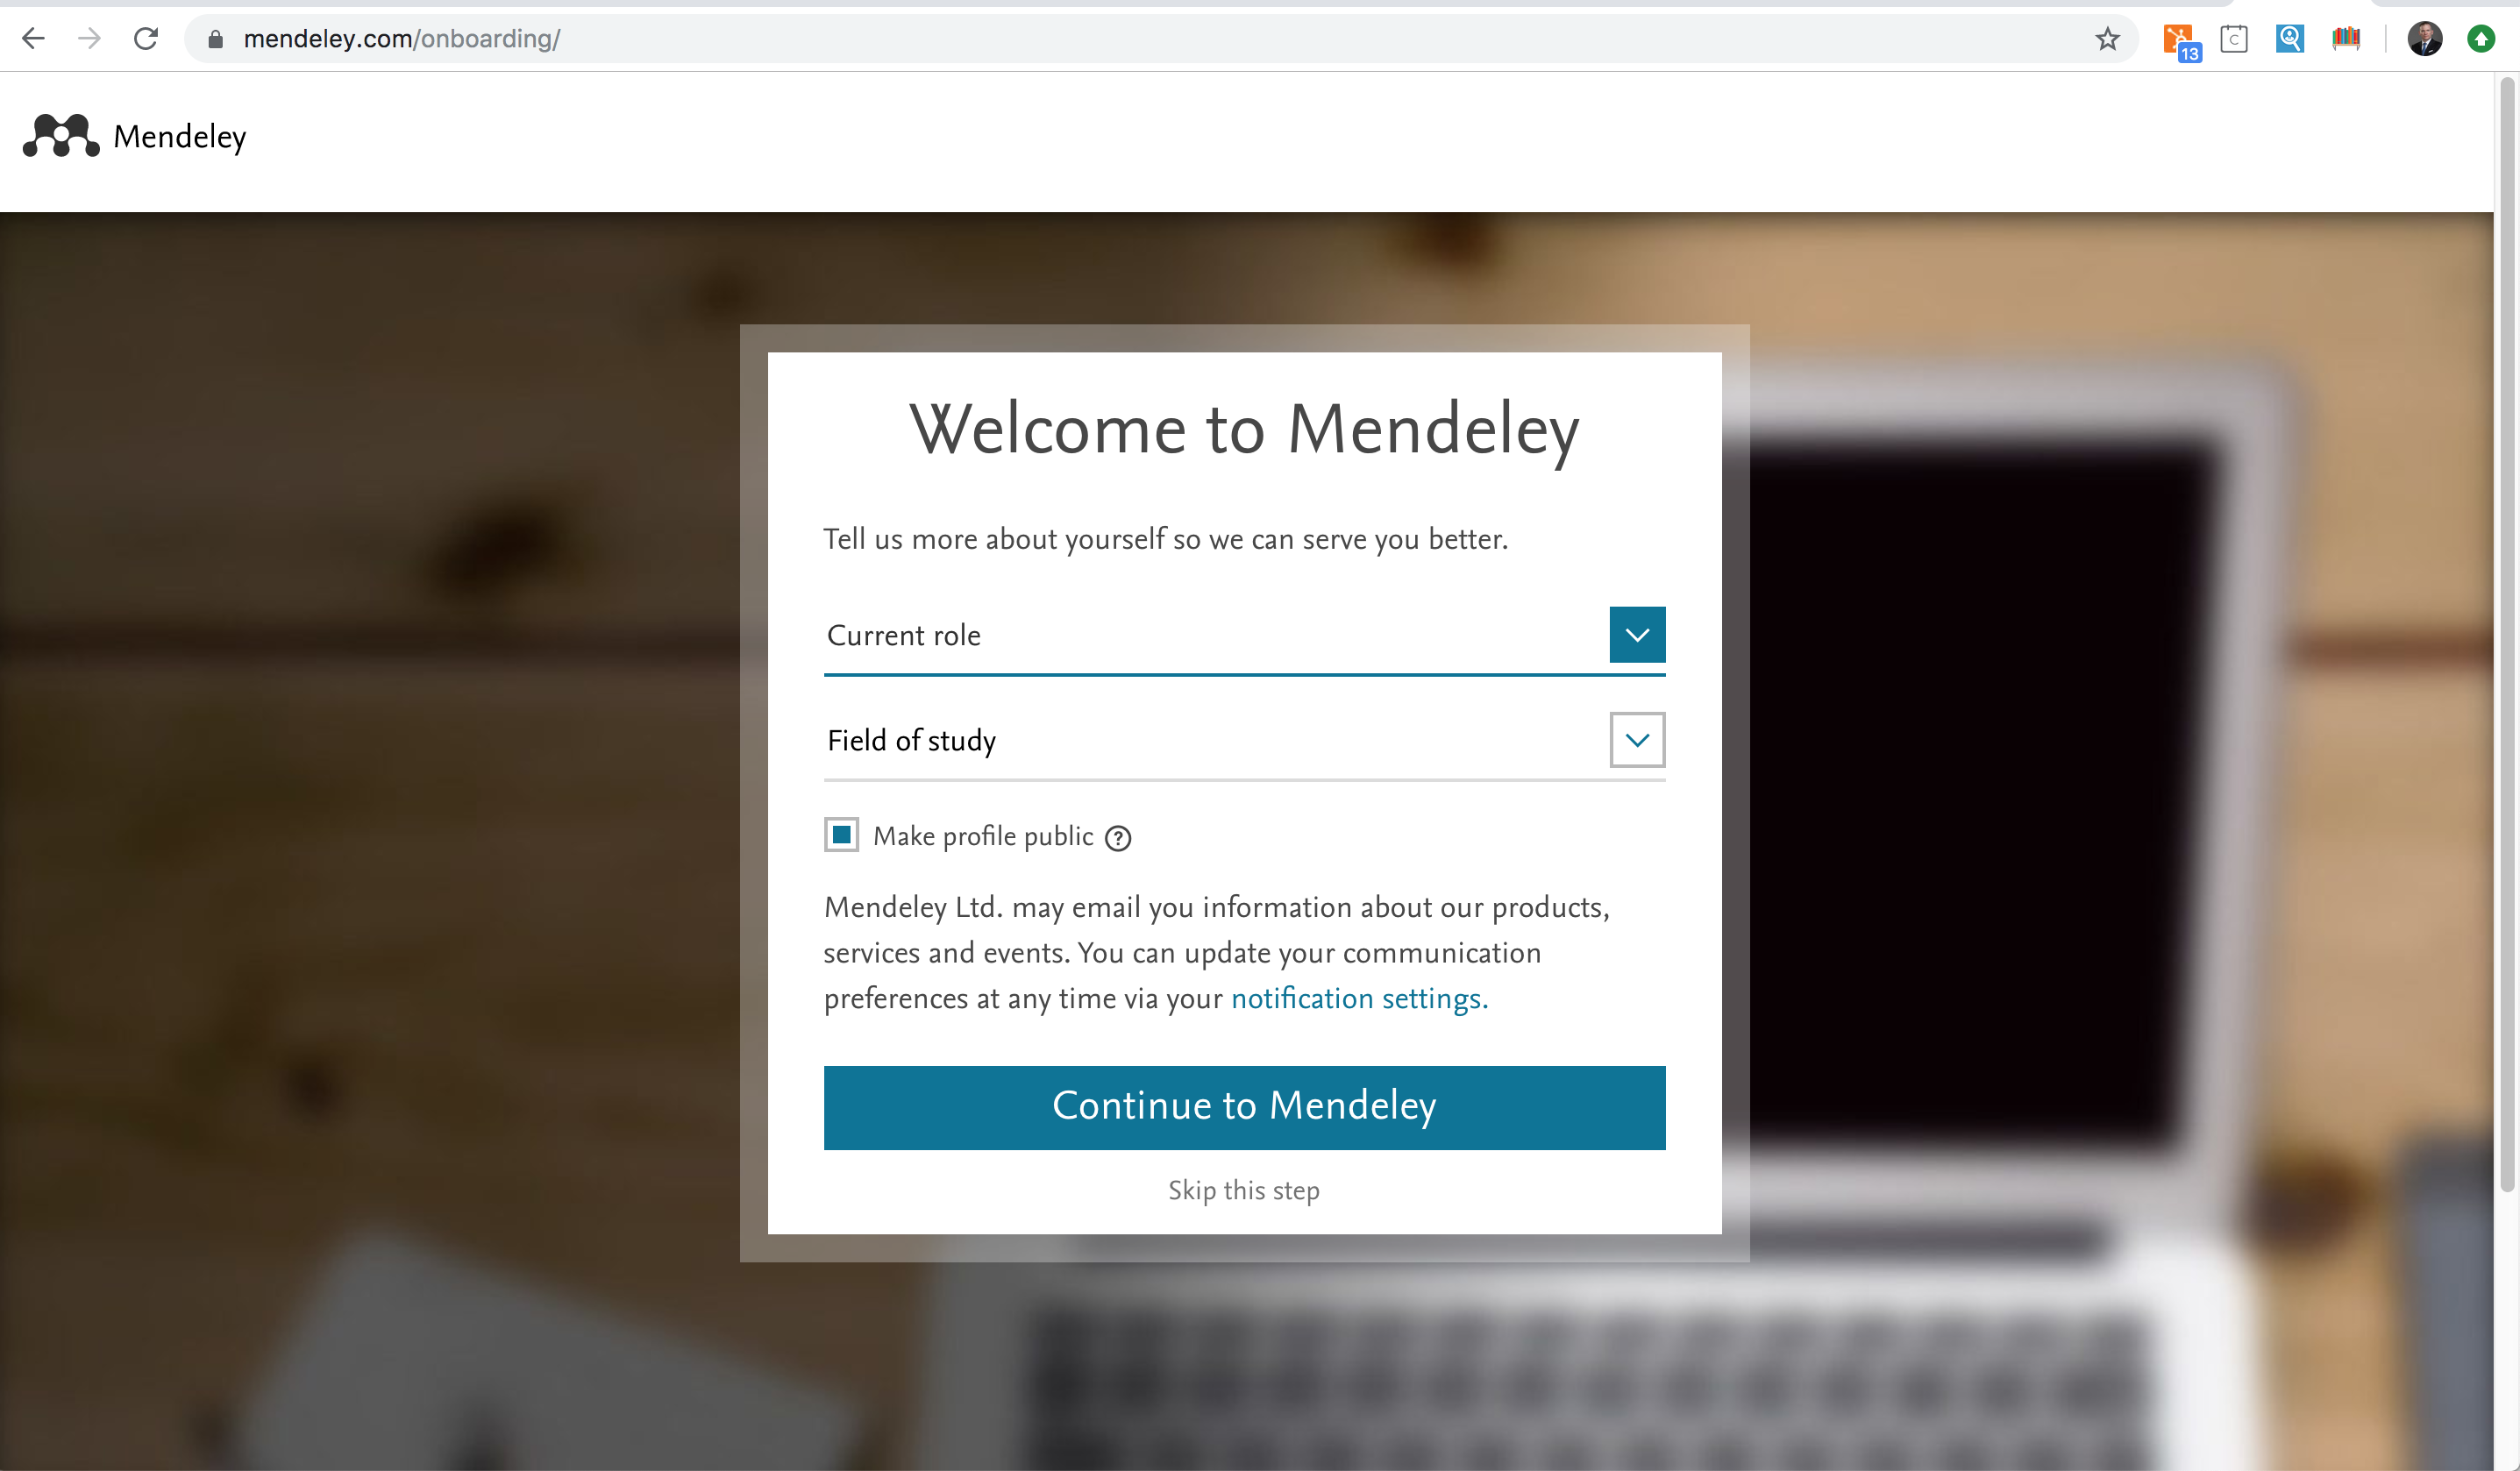 mendeley.com/onboarding/
13
C
Mendeley
Welcome to Mendeley
Tell us more about yourself so we can serve you better.
Current role
Field of study
Make profile public ?
Mendeley Ltd. may email you information about our products,
services and events. You can update your communication
preferences at any time via your notification settings.
Continue to Mendeley
Skip this step